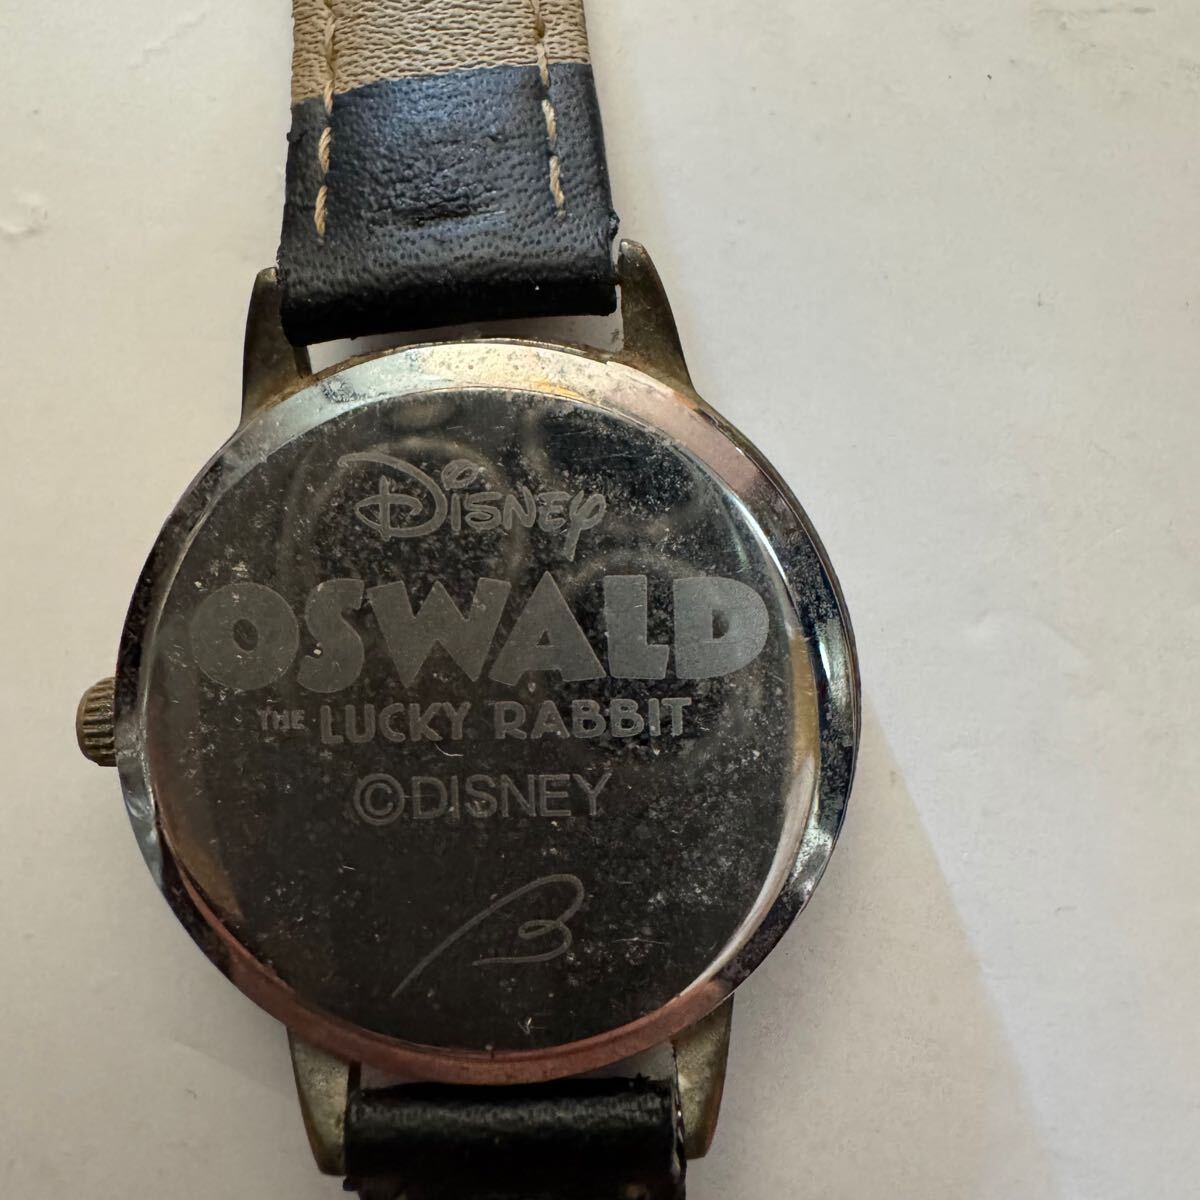 Disney
OSWALD
THE LUCKY RABBIT
©DISNEY
B